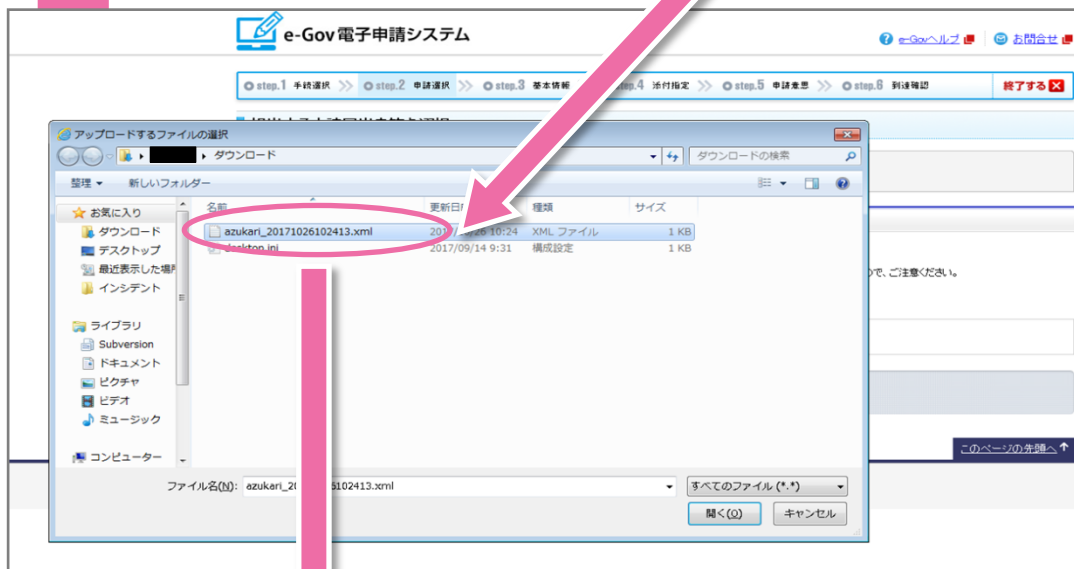 e-Gov電子申請システム
e-Govヘルプ お問合せ
step.1 手続選択 step.2 申請選択 step.3 基本情報 step.4 添付指定 step.5 申請意思 step.6 到達確認 終了する
アップロードするファイルの選択
ダウンロード ダウンロードの検索
整理 新しいフォルダー
お気に入り
ダウンロード
デスクトップ
最近表示した場所
インシデント
ライブラリ
Subversion
ドキュメント
ピクチャ
ビデオ
ミュージック
コンピューター
名前 更新日 種類 サイズ
azukari_20171026102413.xml 10:24 XML ファイル 1 KB
desktop.ini 2017/09/14 9:31 構成設定 1 KB
ので、ご注意ください。
このページの先頭へ
ファイル名(N): azukari_20 6102413.xml すべてのファイル (*.*)
開く(O) キャンセル